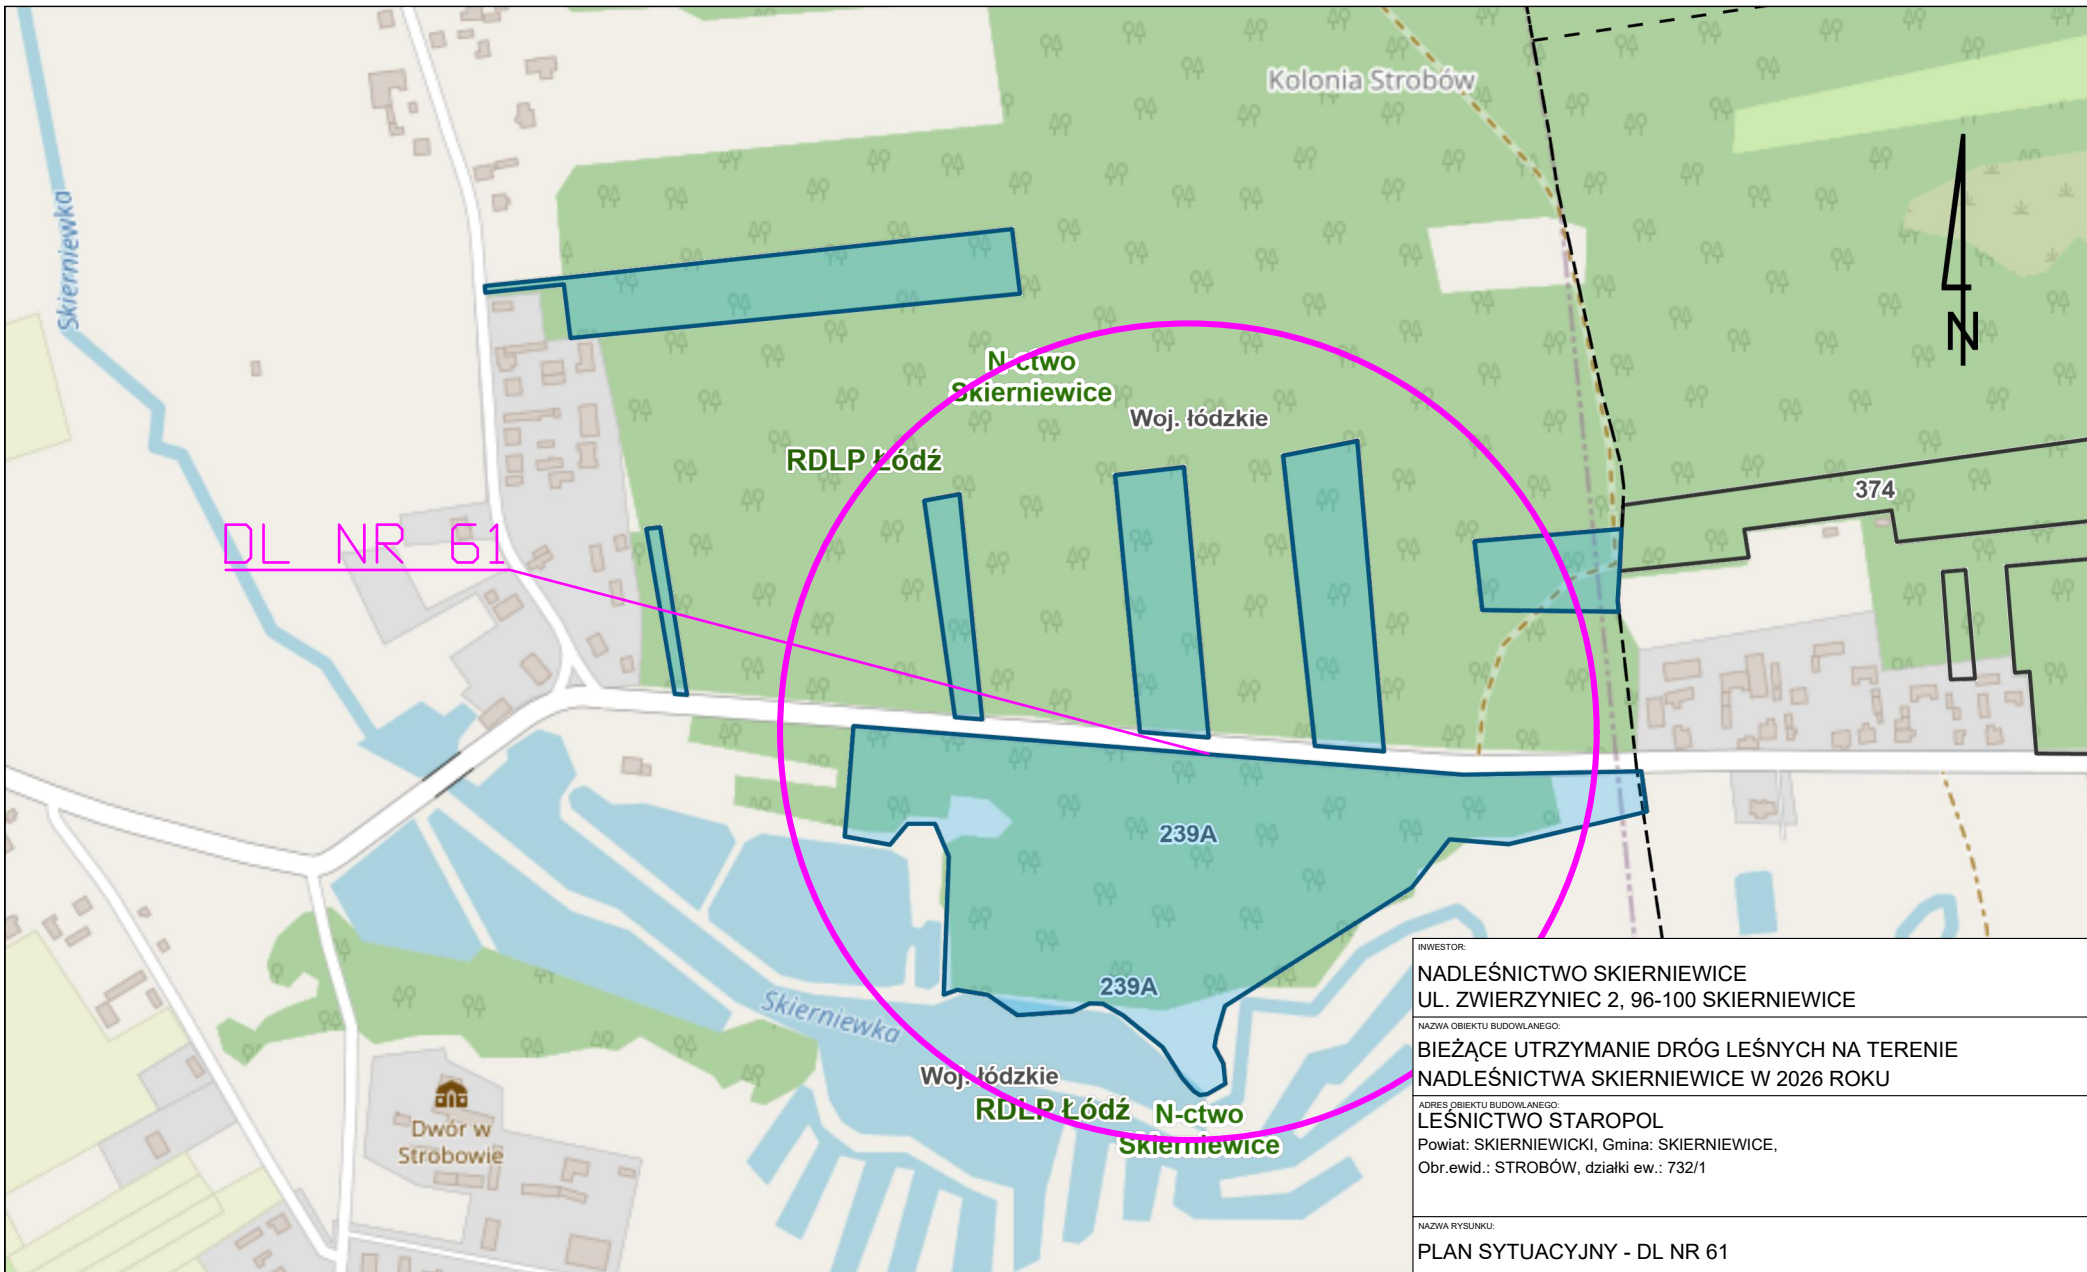 Kolonia Strobów
Skierniewka
N
N-ctwo
Skierniewice
Woj. łódzkie
RDLP Łódź
374
DL NR 61
239A
239A
Skierniewka
Woj. łódzkie
RDLP Łódź
N-ctwo
Skierniewice
Dwór w
Strobowie
INWESTOR:
NADLEŚNICTWO SKIERNIEWICE
UL. ZWIERZYNIEC 2, 96-100 SKIERNIEWICE
NAZWA OBIEKTU BUDOWLANEGO:
BIEŻĄCE UTRZYMANIE DRÓG LEŚNYCH NA TERENIE
NADLEŚNICTWA SKIERNIEWICE W 2026 ROKU
ADRES OBIEKTU BUDOWLANEGO:
LEŚNICTWO STAROPOL
Powiat: SKIERNIEWICKI, Gmina: SKIERNIEWICE,
Obr.ewid.: STROBÓW, działki ew.: 732/1
NAZWA RYSUNKU:
PLAN SYTUACYJNY - DL NR 61